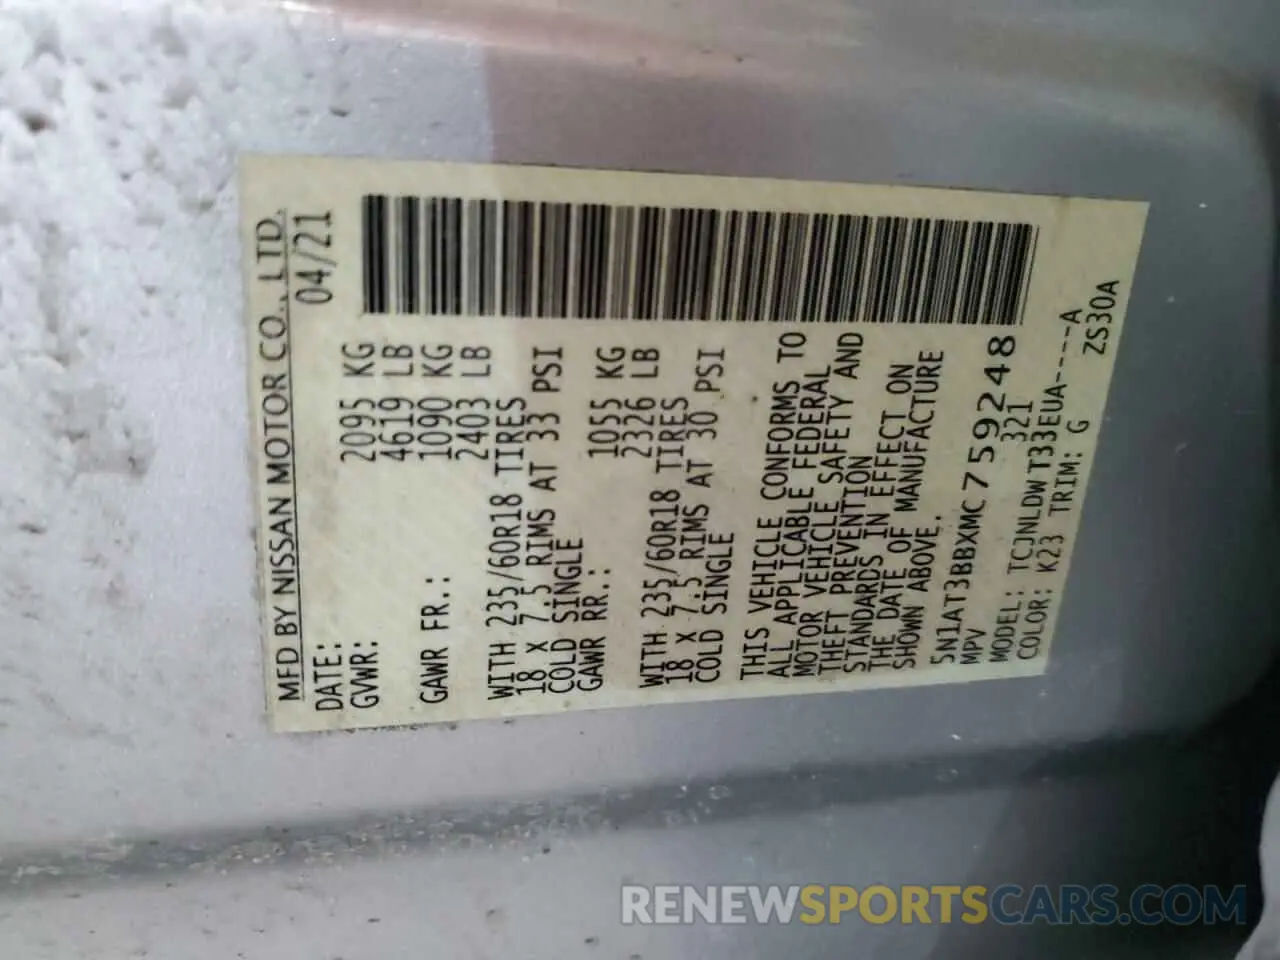 MFD BY NISSAN MOTOR CO., LTD.
DATE: 04/21
GVWR: 2095 KG
4619 LB
GAWR FR.: 1090 KG
2403 LB
WITH 235/60R18 TIRES
18 X 7.5 RIMS AT 33 PSI
COLD SINGLE
GAWR RR.: 1055 KG
2326 LB
WITH 235/60R18 TIRES
18 X 7.5 RIMS AT 30 PSI
COLD SINGLE
THIS VEHICLE CONFORMS TO
ALL APPLICABLE FEDERAL
MOTOR VEHICLE SAFETY AND
THEFT PREVENTION
STANDARDS IN EFFECT ON
THE DATE OF MANUFACTURE
SHOWN ABOVE.
5N1AT3BBXMC759248
MPV 321
MODEL: TCJNLDWT33EUA----A
COLOR: K23 TRIM: G ZS30A
RENEWSPORTSCARS.COM